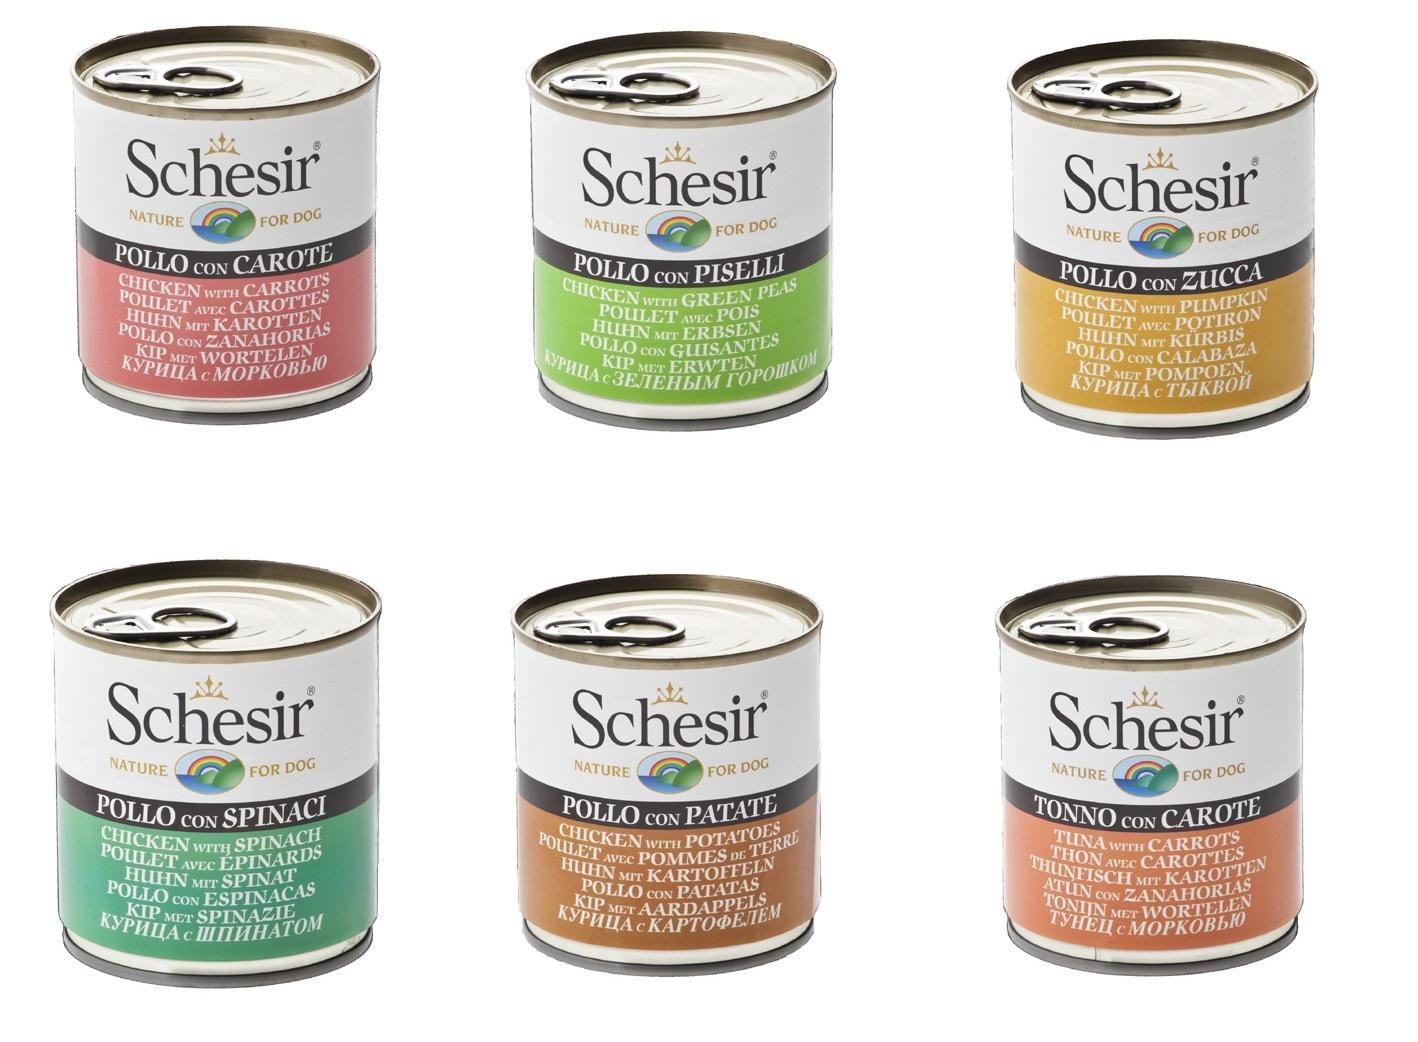 Schesir®
NATURE FOR DOG
POLLO CON CAROTE
CHICKEN WITH CARROTS
POULET AVEC CAROTTES
HUHN MIT KAROTTEN
POLLO CON ZANAHORIAS
KIP MET WORTELEN
КУРИЦА с МОРКОВЬЮ
Schesir®
NATURE FOR DOG
POLLO CON PISELLI
CHICKEN WITH GREEN PEAS
POULET AVEC POIS
HUHN MIT ERBSEN
POLLO CON GUISANTES
KIP MET ERWTEN
КУРИЦА с ЗЕЛЕНЫМ ГОРОШКОМ
Schesir®
NATURE FOR DOG
POLLO CON ZUCCA
CHICKEN WITH PUMPKIN
POULET AVEC POTIRON
HUHN MIT KÜRBIS
POLLO CON CALABAZA
KIP MET POMPOEN
КУРИЦА с ТЫКВОЙ
Schesir®
NATURE FOR DOG
POLLO CON SPINACI
CHICKEN WITH SPINACH
POULET AVEC ÉPINARDS
HUHN MIT SPINAT
POLLO CON ESPINACAS
KIP MET SPINAZIE
КУРИЦА с ШПИНАТОМ
Schesir®
NATURE FOR DOG
POLLO CON PATATE
CHICKEN WITH POTATOES
POULET AVEC POMMES DE TERRE
HUHN MIT KARTOFFELN
POLLO CON PATATAS
KIP MET AARDAPPELS
КУРИЦА с КАРТОФЕЛЕМ
Schesir®
NATURE FOR DOG
TONNO CON CAROTE
TUNA WITH CARROTS
THON AVEC CAROTTES
THUNFISCH MIT KAROTTEN
ATÚN CON ZANAHORIAS
TONIJN MET WORTELEN
ТУНЕЦ с МОРКОВЬЮ